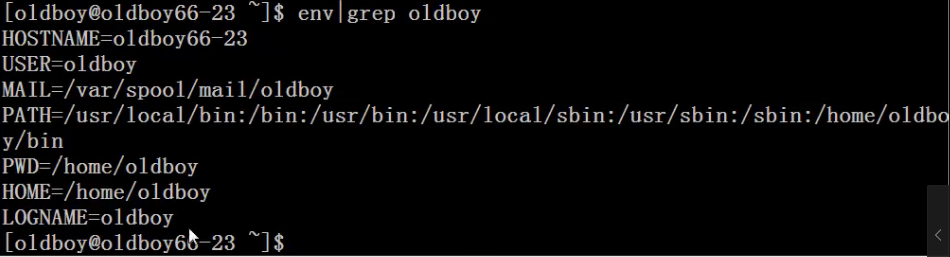 [oldboy@oldboy66-23 ~]$ env|grep oldboy
HOSTNAME=oldboy66-23
USER=oldboy
MAIL=/var/spool/mail/oldboy
PATH=/usr/local/bin:/bin:/usr/bin:/usr/local/sbin:/usr/sbin:/sbin:/home/oldbo
y/bin
PWD=/home/oldboy
HOME=/home/oldboy
LOGNAME=oldboy
[oldboy@oldboy66-23 ~]$